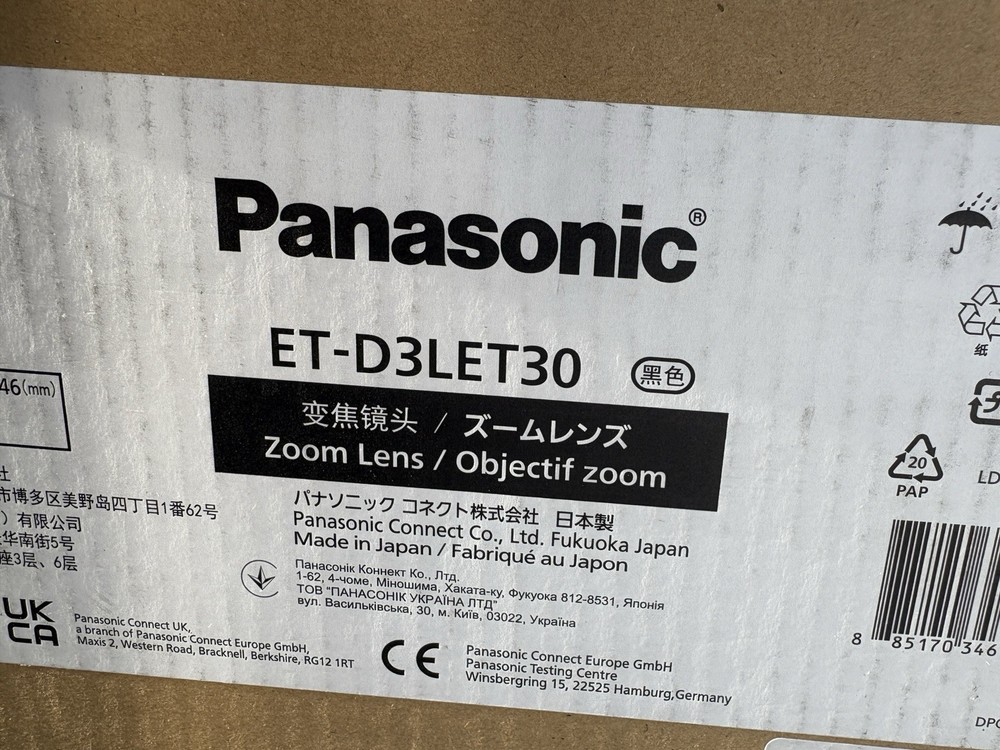 Panasonic®
ET-D3LET30 黑色
变焦镜头 / ズームレンズ
Zoom Lens / Objectif zoom
パナソニック コネクト株式会社 日本製
Panasonic Connect Co., Ltd. Fukuoka Japan
Made in Japan / Fabriqué au Japon
Панасонік Коннект Ко., Лтд.
1-62, 4-чоме, Міношима, Хаката-ку, Фукуока 812-8531, Японія
ТОВ "ПАНАСОНІК УКРАЇНА ЛТД"
вул. Васильківська, 30, м. Київ, 03022, Україна
46(mm)
社
市博多区美野岛四丁目1番62号
）有限公司
华南街5号
座3层、6层
UK
CA
Panasonic Connect UK,
a branch of Panasonic Connect Europe GmbH,
Maxis 2, Western Road, Bracknell, Berkshire, RG12 1RT
CE
Panasonic Connect Europe GmbH
Panasonic Testing Centre
Winsbergring 15, 22525 Hamburg,Germany
纸
20
PAP
LD
8 85170 346
DPC